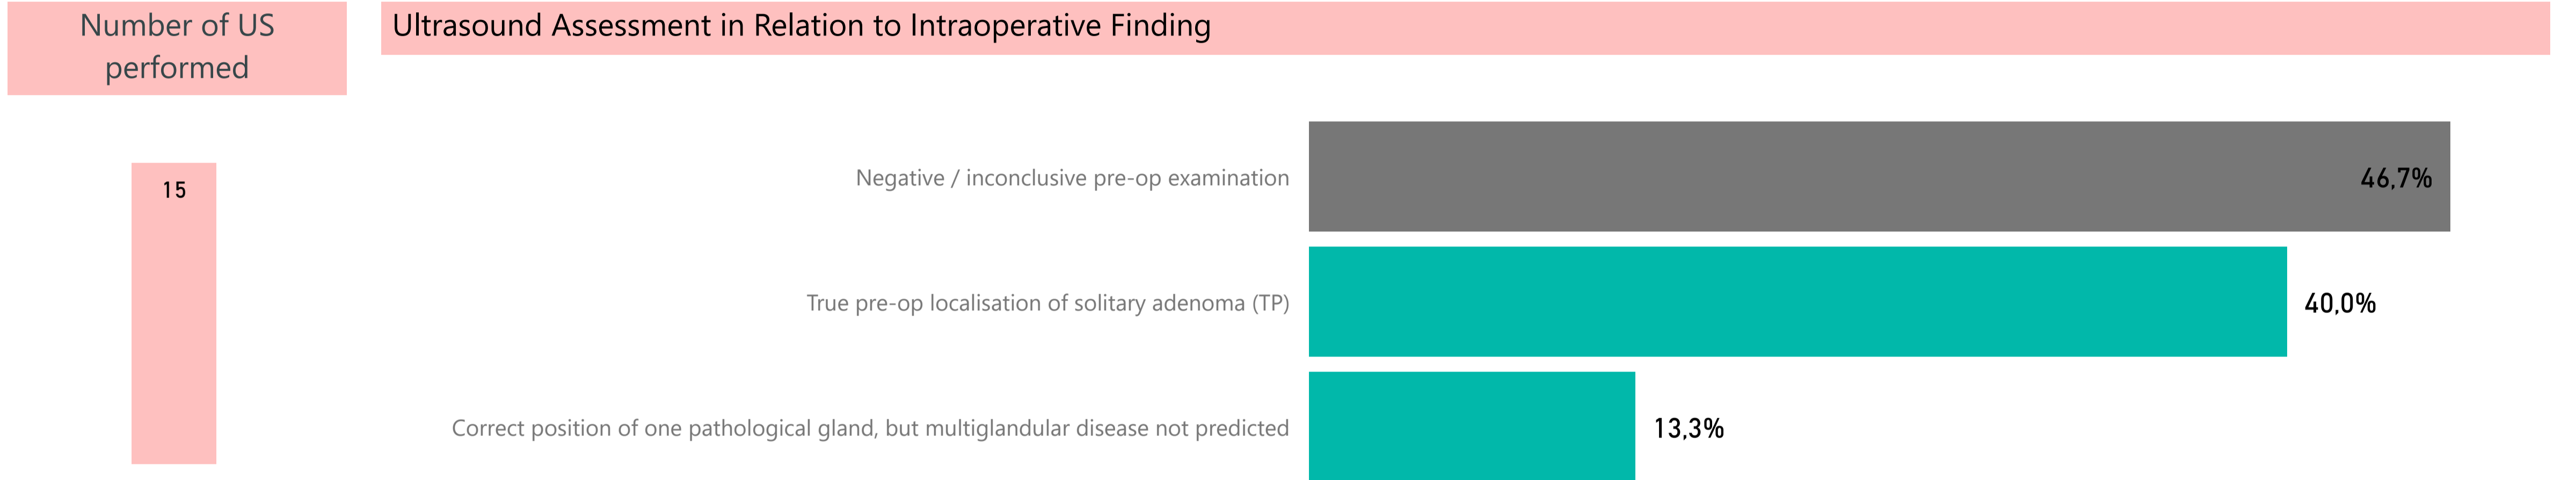 Number of US
performed
Ultrasound Assessment in Relation to Intraoperative Finding
15
Negative / inconclusive pre-op examination
46,7%
True pre-op localisation of solitary adenoma (TP)
40,0%
Correct position of one pathological gland, but multiglandular disease not predicted
13,3%